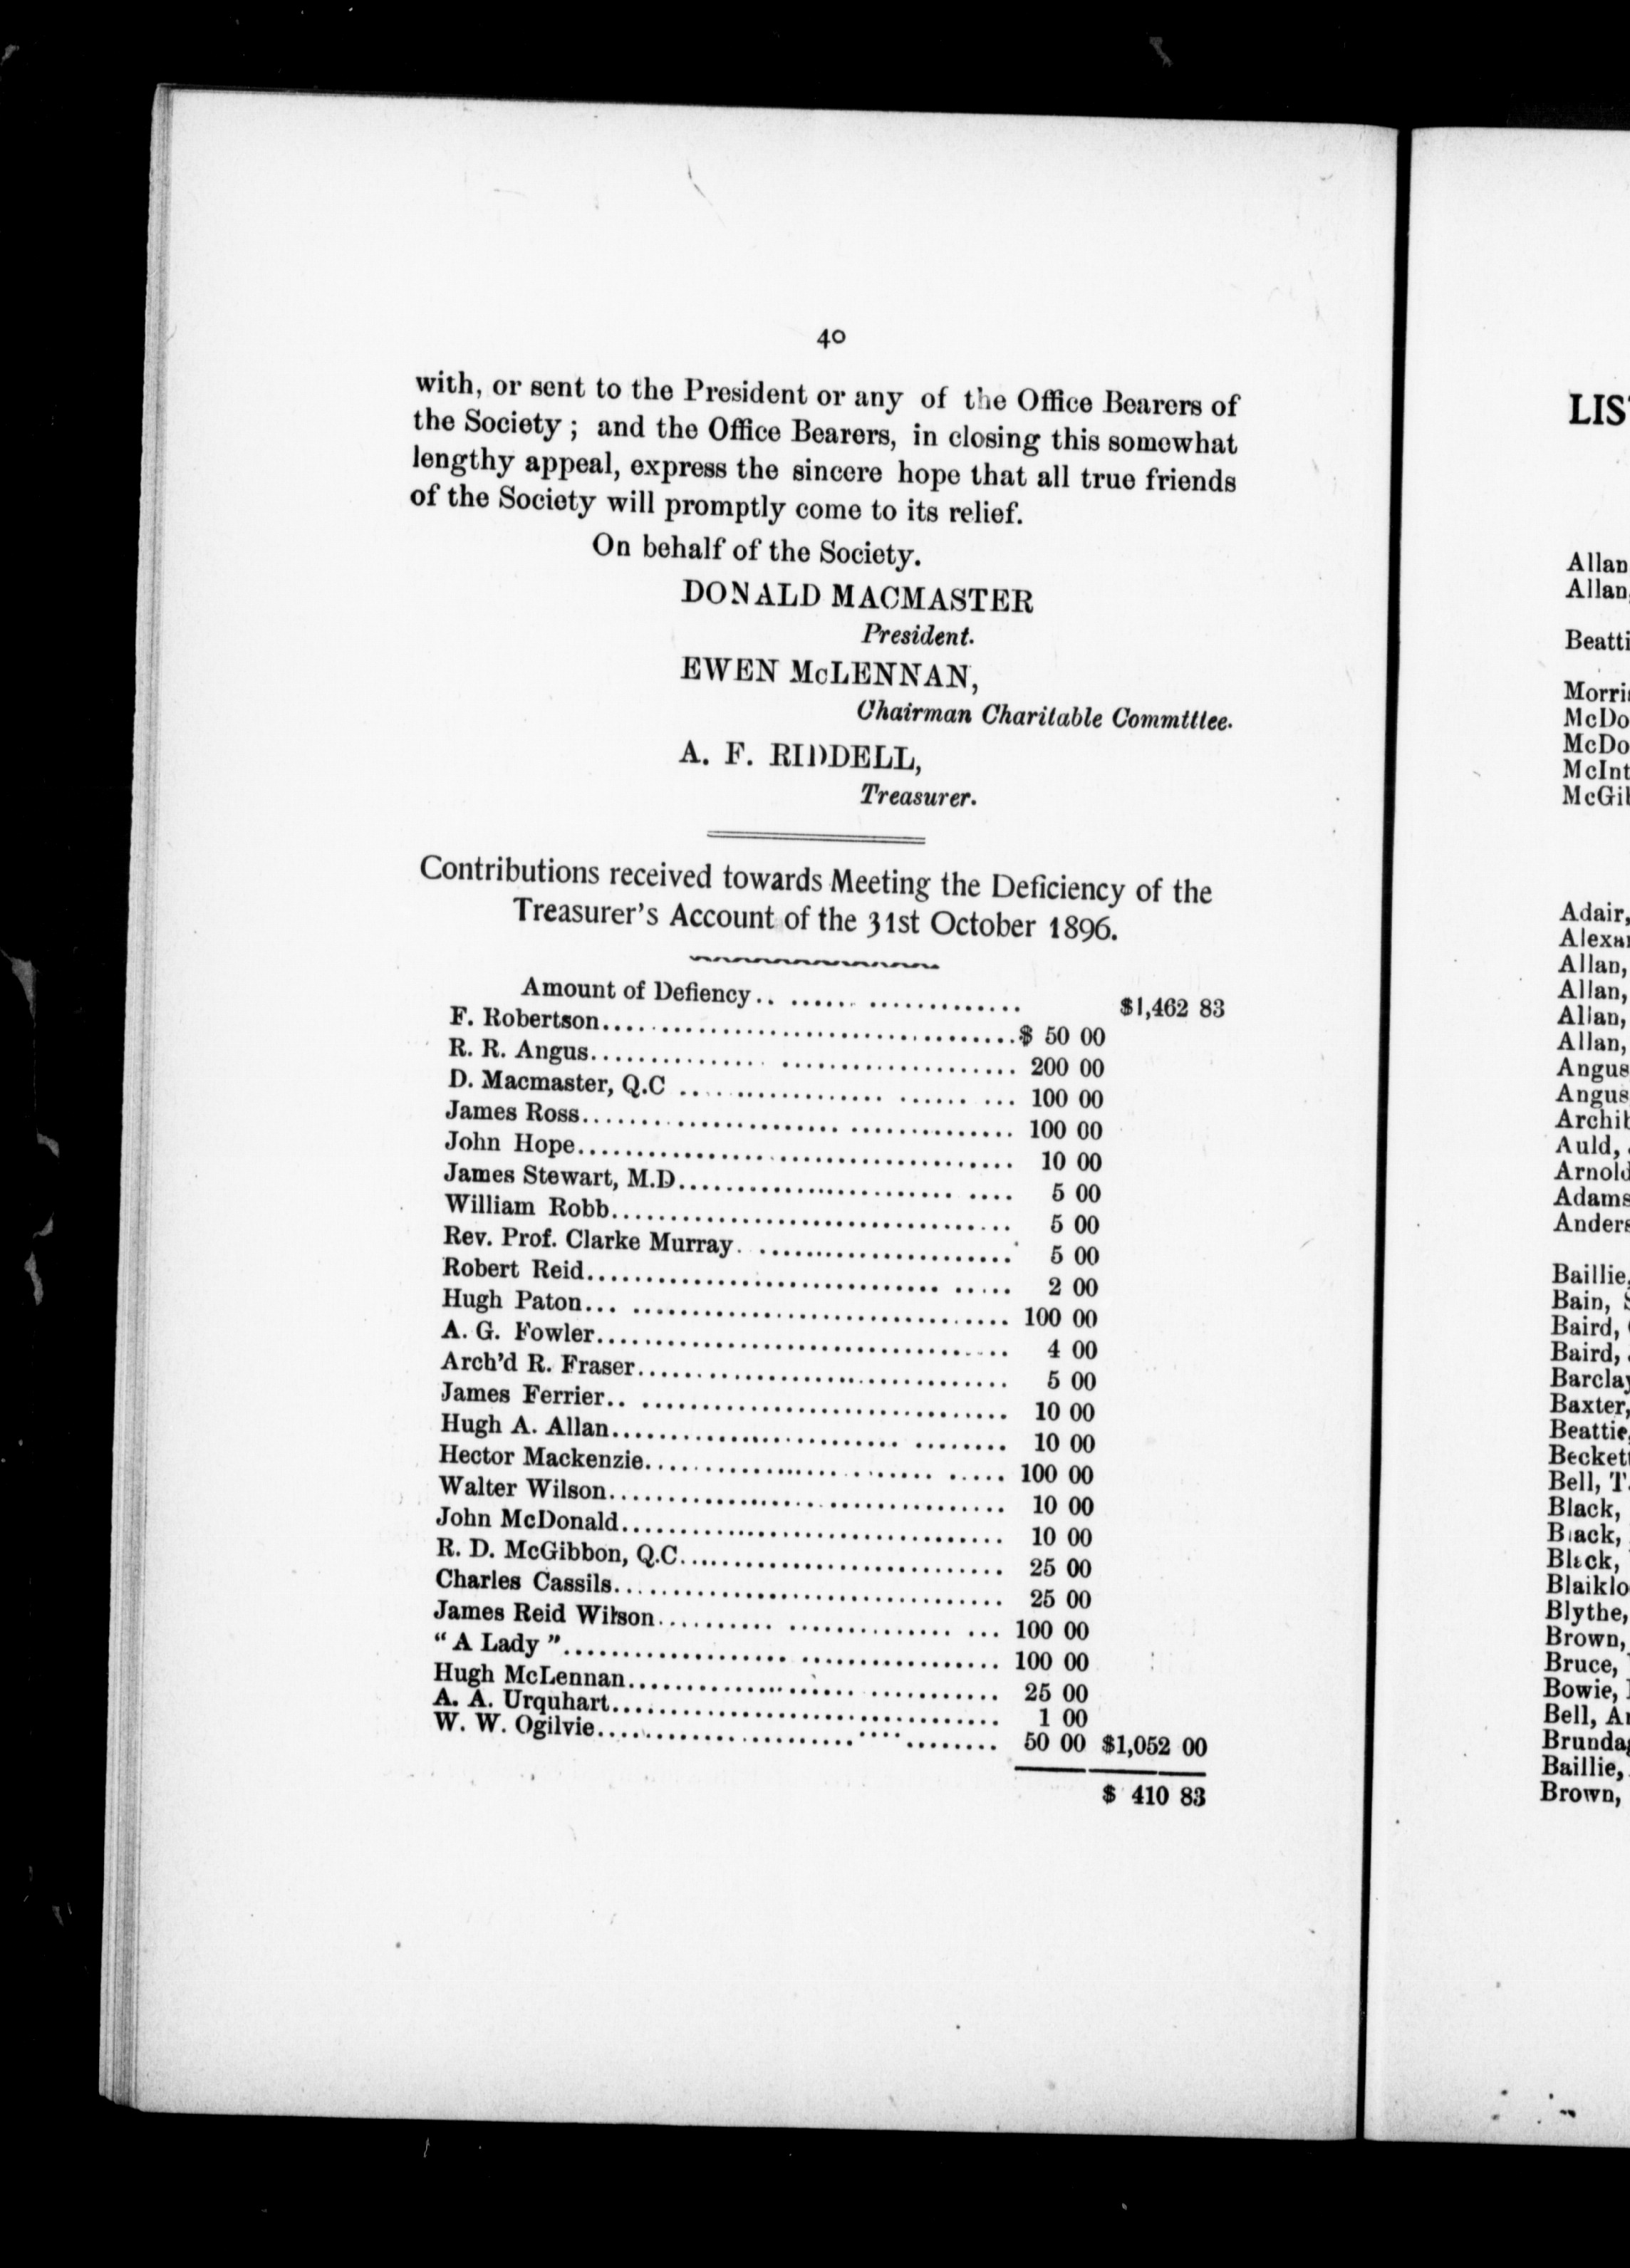 40
with, or sent to the President or any of the Office Bearers of
the Society ; and the Office Bearers, in closing this somewhat
lengthy appeal, express the sincere hope that all true friends
of the Society will promptly come to its relief.
On behalf of the Society.
DONALD MACMASTER
President.
EWEN McLENNAN,
Chairman Charitable Committee.
A. F. RIDDELL,
Treasurer.
Contributions received towards Meeting the Deficiency of the
Treasurer's Account of the 31st October 1896.
Amount of Defiency.. ...... .............. $1,462 83
F. Robertson.....................................$ 50 00
R. R. Angus............... .................... 200 00
D. Macmaster, Q.C ................. ...... ... 100 00
James Ross...................... .............. 100 00
John Hope..................................... 10 00
James Stewart, M.D....................... .... 5 00
William Robb.................................. 5 00
Rev. Prof. Clarke Murray. ...................... 5 00
Robert Reid.............................. ..... 2 00
Hugh Paton... ................................ 100 00
A. G. Fowler................................... 4 00
Arch'd R. Fraser............................... 5 00
James Ferrier.. ............................... 10 00
Hugh A. Allan......................... ........ 10 00
Hector Mackenzie................. ....... ..... 100 00
Walter Wilson.................................. 10 00
John McDonald................................ 10 00
R. D. McGibbon, Q.C........................... 25 00
Charles Cassils................................. 25 00
James Reid Wilson.......... .............. ... 100 00
“ A Lady ”................... ................. 100 00
Hugh McLennan..................... ........... 25 00
A. A. Urquhart................................. 1 00
W. W. Ogilvie.............................. 50 00 $1,052 00
$ 410 83
LIS
Allan
Allan,
Beatti
Morri
McDo
McDo
McInt
McGi
Adair,
Alexa
Allan,
Allan,
Allan,
Allan,
Angus
Angus
Archi
Auld,
Arnold
Adams
Anders
Baillie,
Bain,
Baird,
Baird,
Barclay
Baxter,
Beattie,
Becket
Bell, T.
Black,
Black,
Black,
Blaiklo
Blythe,
Brown,
Bruce,
Bowie,
Bell, A
Brunda
Baillie,
Brown,